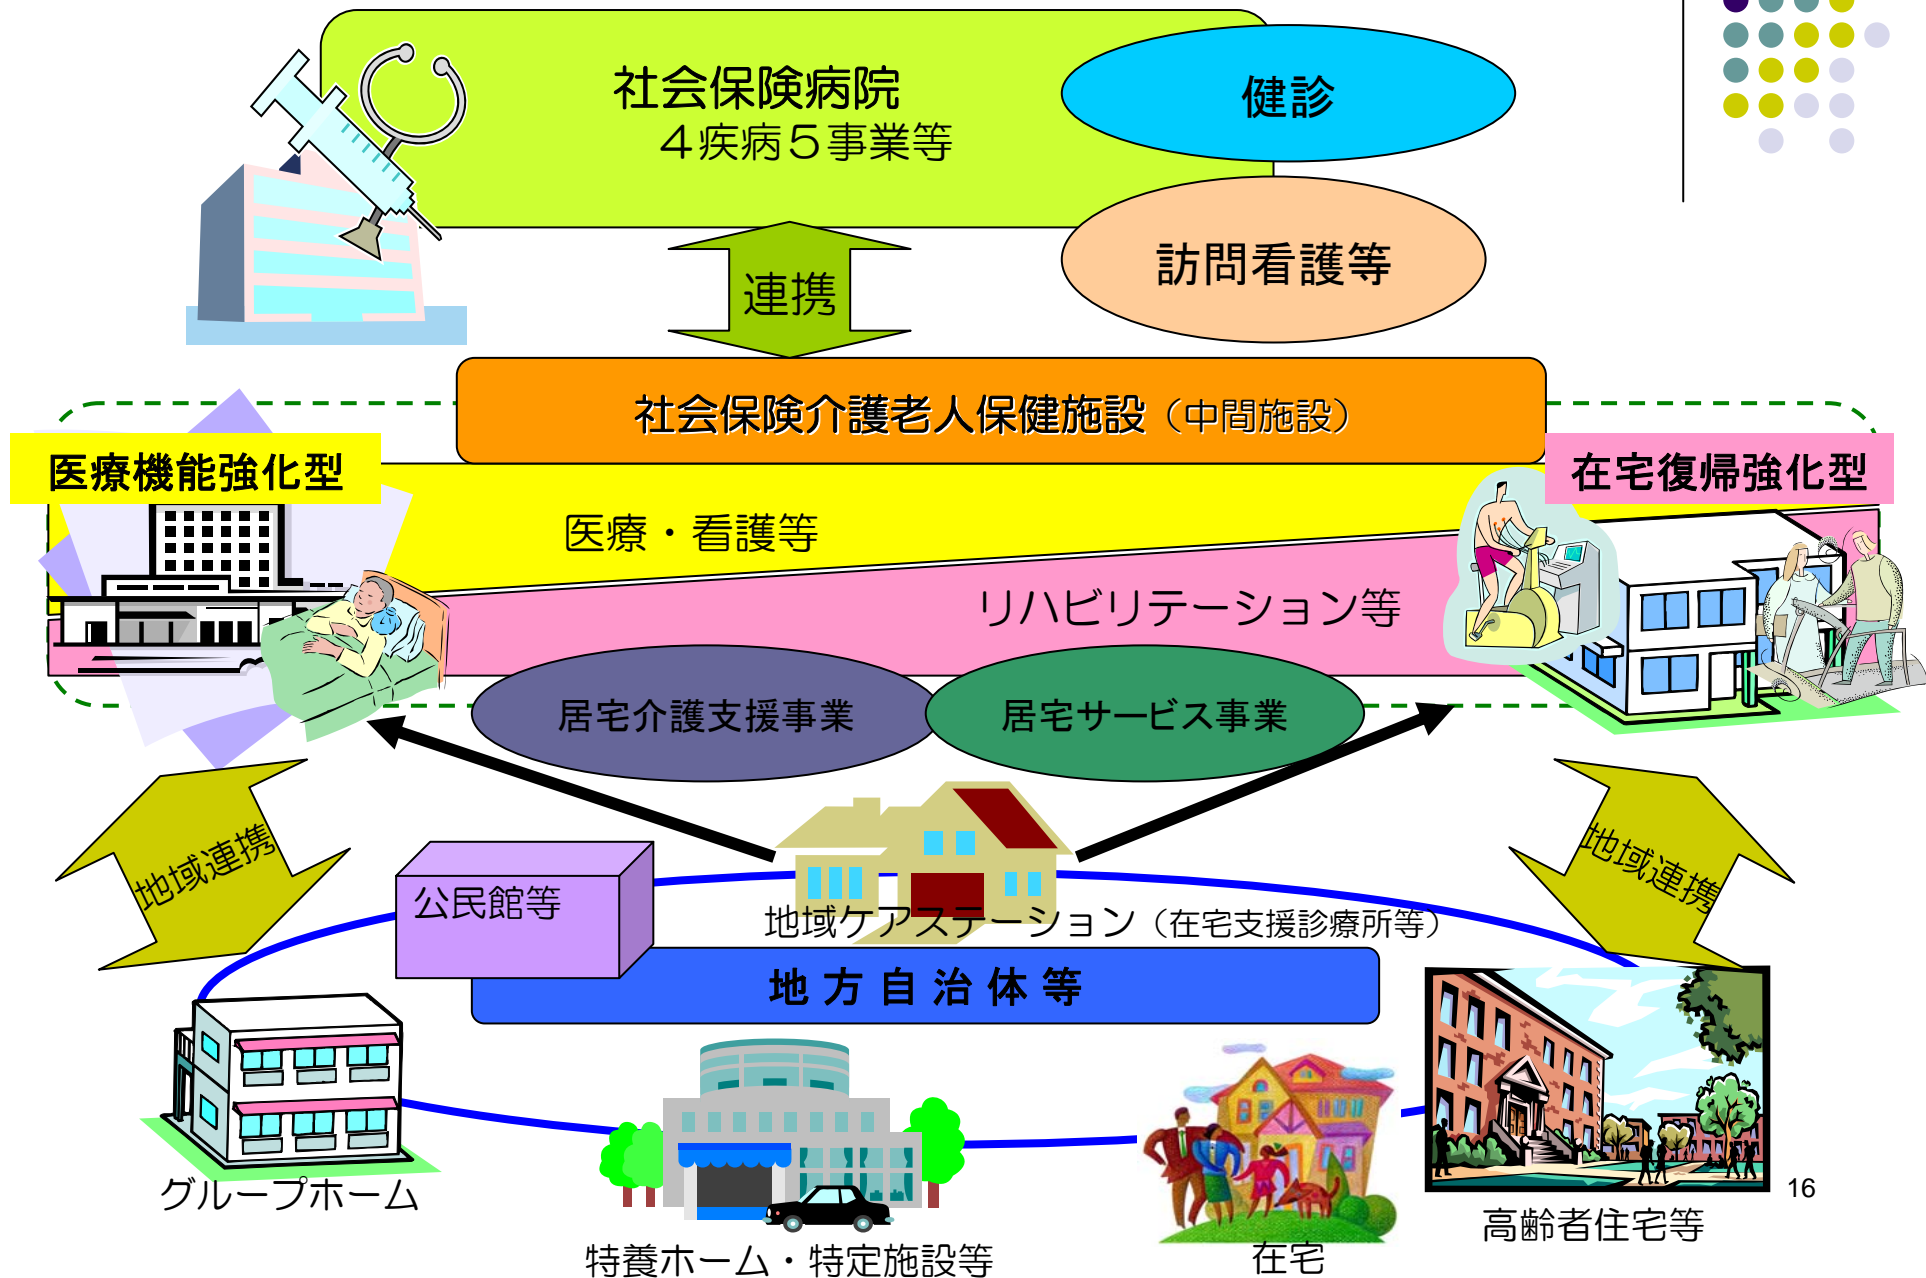 社会保険病院
４疾病５事業等
健診
訪問看護等
連携
社会保険介護老人保健施設（中間施設）
医療機能強化型
在宅復帰強化型
医療・看護等
リハビリテーション等
居宅介護支援事業
居宅サービス事業
地域連携
地域連携
公民館等
地域ケアステーション（在宅支援診療所等）
地方自治体等
グループホーム
特養ホーム・特定施設等
在宅
高齢者住宅等
16